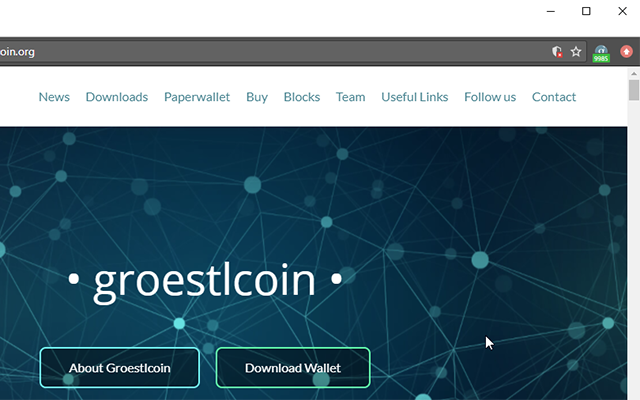 oin.org
9985
News Downloads Paperwallet Buy Blocks Team Useful Links Follow us Contact
• groestlcoin •
About Groestlcoin Download Wallet